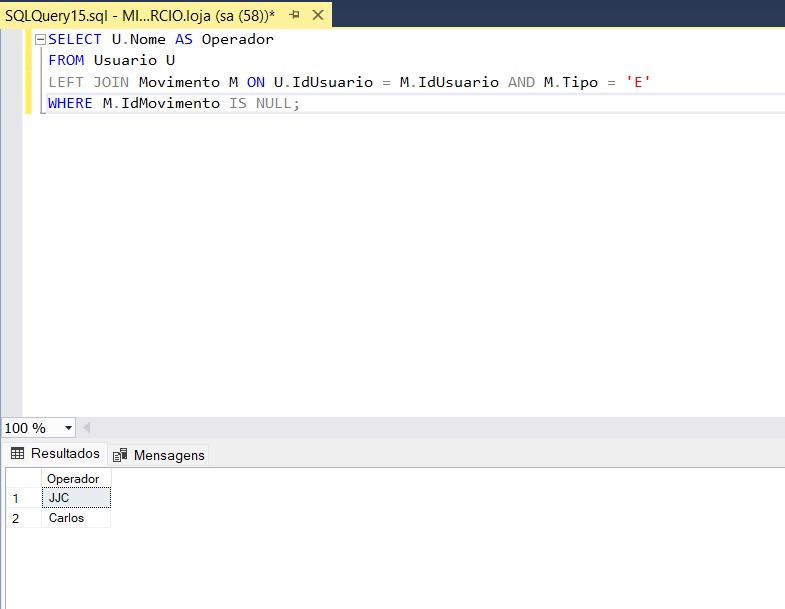 SQLQuery15.sql - MI...RCIO.loja (sa (58))*
SELECT U.Nome AS Operador
FROM Usuario U
LEFT JOIN Movimento M ON U.IdUsuario = M.IdUsuario AND M.Tipo = 'E'
WHERE M.IdMovimento IS NULL;
100 %
Resultados Mensagens
Operador
1 JJC
2 Carlos